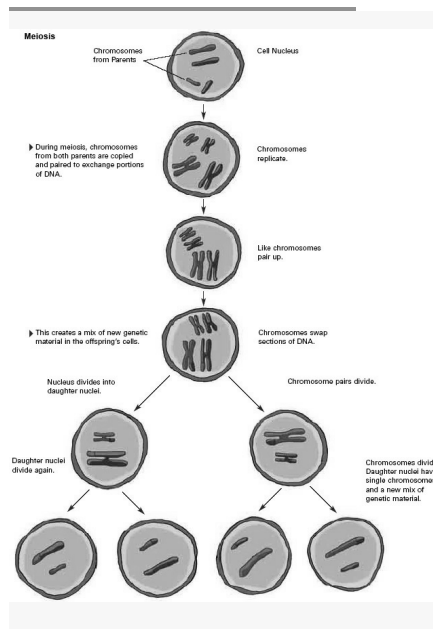 Meiosis
Chromosomes
from Parents
Cell Nucleus
During meiosis, chromosomes
from both parents are copied
and paired to exchange portions
of DNA.
Chromosomes
replicate.
Like chromosomes
pair up.
This creates a mix of new genetic
material in the offspring's cells.
Chromosomes swap
sections of DNA.
Nucleus divides into
daughter nuclei.
Chromosome pairs divide.
Daughter nuclei
divide again.
Chromosomes divid
Daughter nuclei hav
single chromosome
and a new mix of
genetic material.